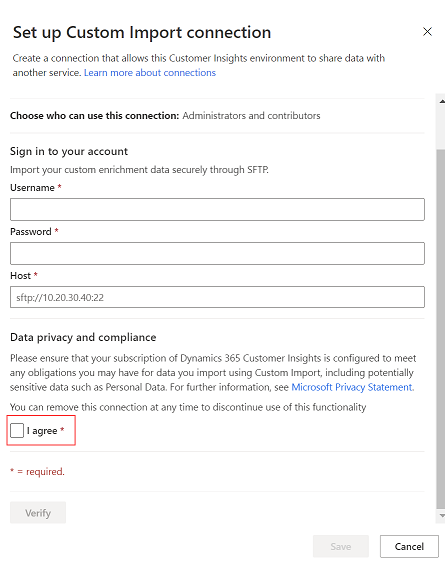 Set up Custom Import connection
Create a connection that allows this Customer Insights environment to share data with
another service. Learn more about connections
Choose who can use this connection: Administrators and contributors
Sign in to your account
Import your custom enrichment data securely through SFTP.
Username *
Password *
Host *
sftp://10.20.30.40:22
Data privacy and compliance
Please ensure that your subscription of Dynamics 365 Customer Insights is configured to meet
any obligations you may have for data you import using Custom Import, including potentially
sensitive data such as Personal Data. For further information, see Microsoft Privacy Statement.
You can remove this connection at any time to discontinue use of this functionality
I agree *
* = required.
Verify
Save
Cancel